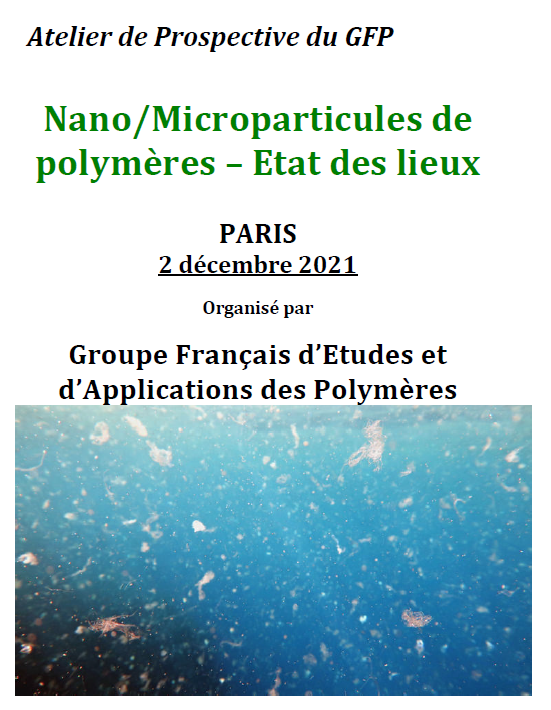 Atelier de Prospective du GFP
Nano/Microparticules de
polymères – Etat des lieux
PARIS
2 décembre 2021
Organisé par
Groupe Français d’Etudes et
d’Applications des Polymères